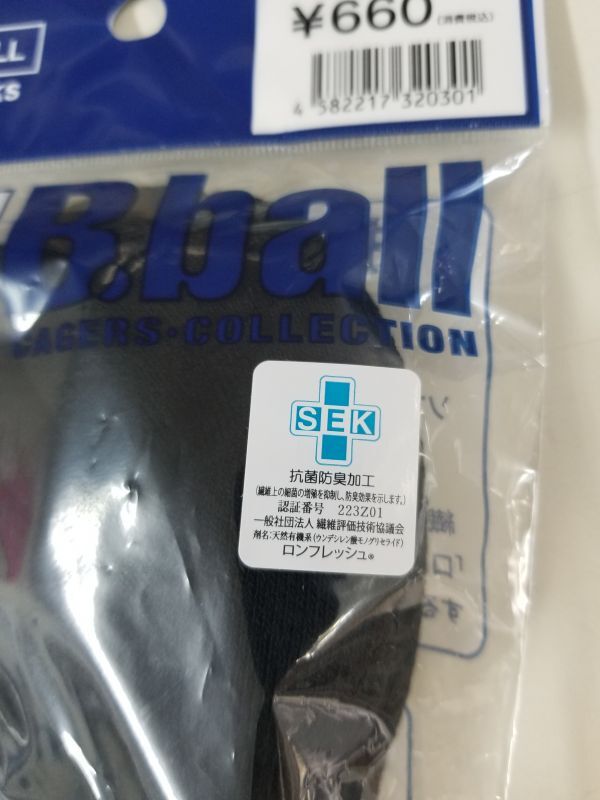 LL
KS
¥660 (消費税込)
4 582217 320301
B.ball
CAGERS・COLLECTION
SEK
抗菌防臭加工
(繊維上の細菌の増殖を抑制し、防臭効果を示します。)
認証番号 223Z01
一般社団法人 繊維評価技術協議会
剤名:天然有機系(ウンデシレン酸モノグリセライド)
ロンフレッシュ®